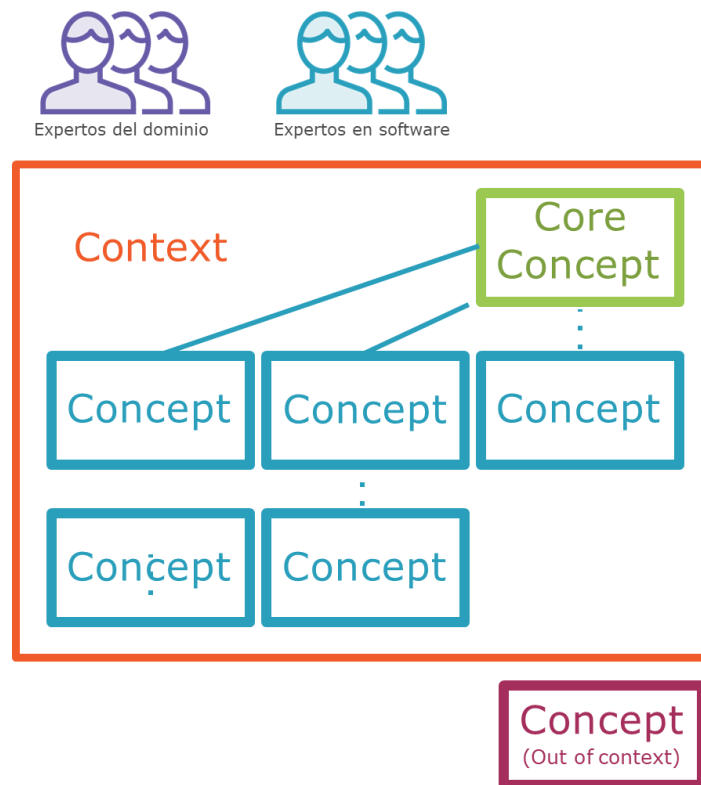 Expertos del dominio
Expertos en software
Context
Core
Concept
Concept
Concept
Concept
Concept
Concept
Concept
(Out of context)